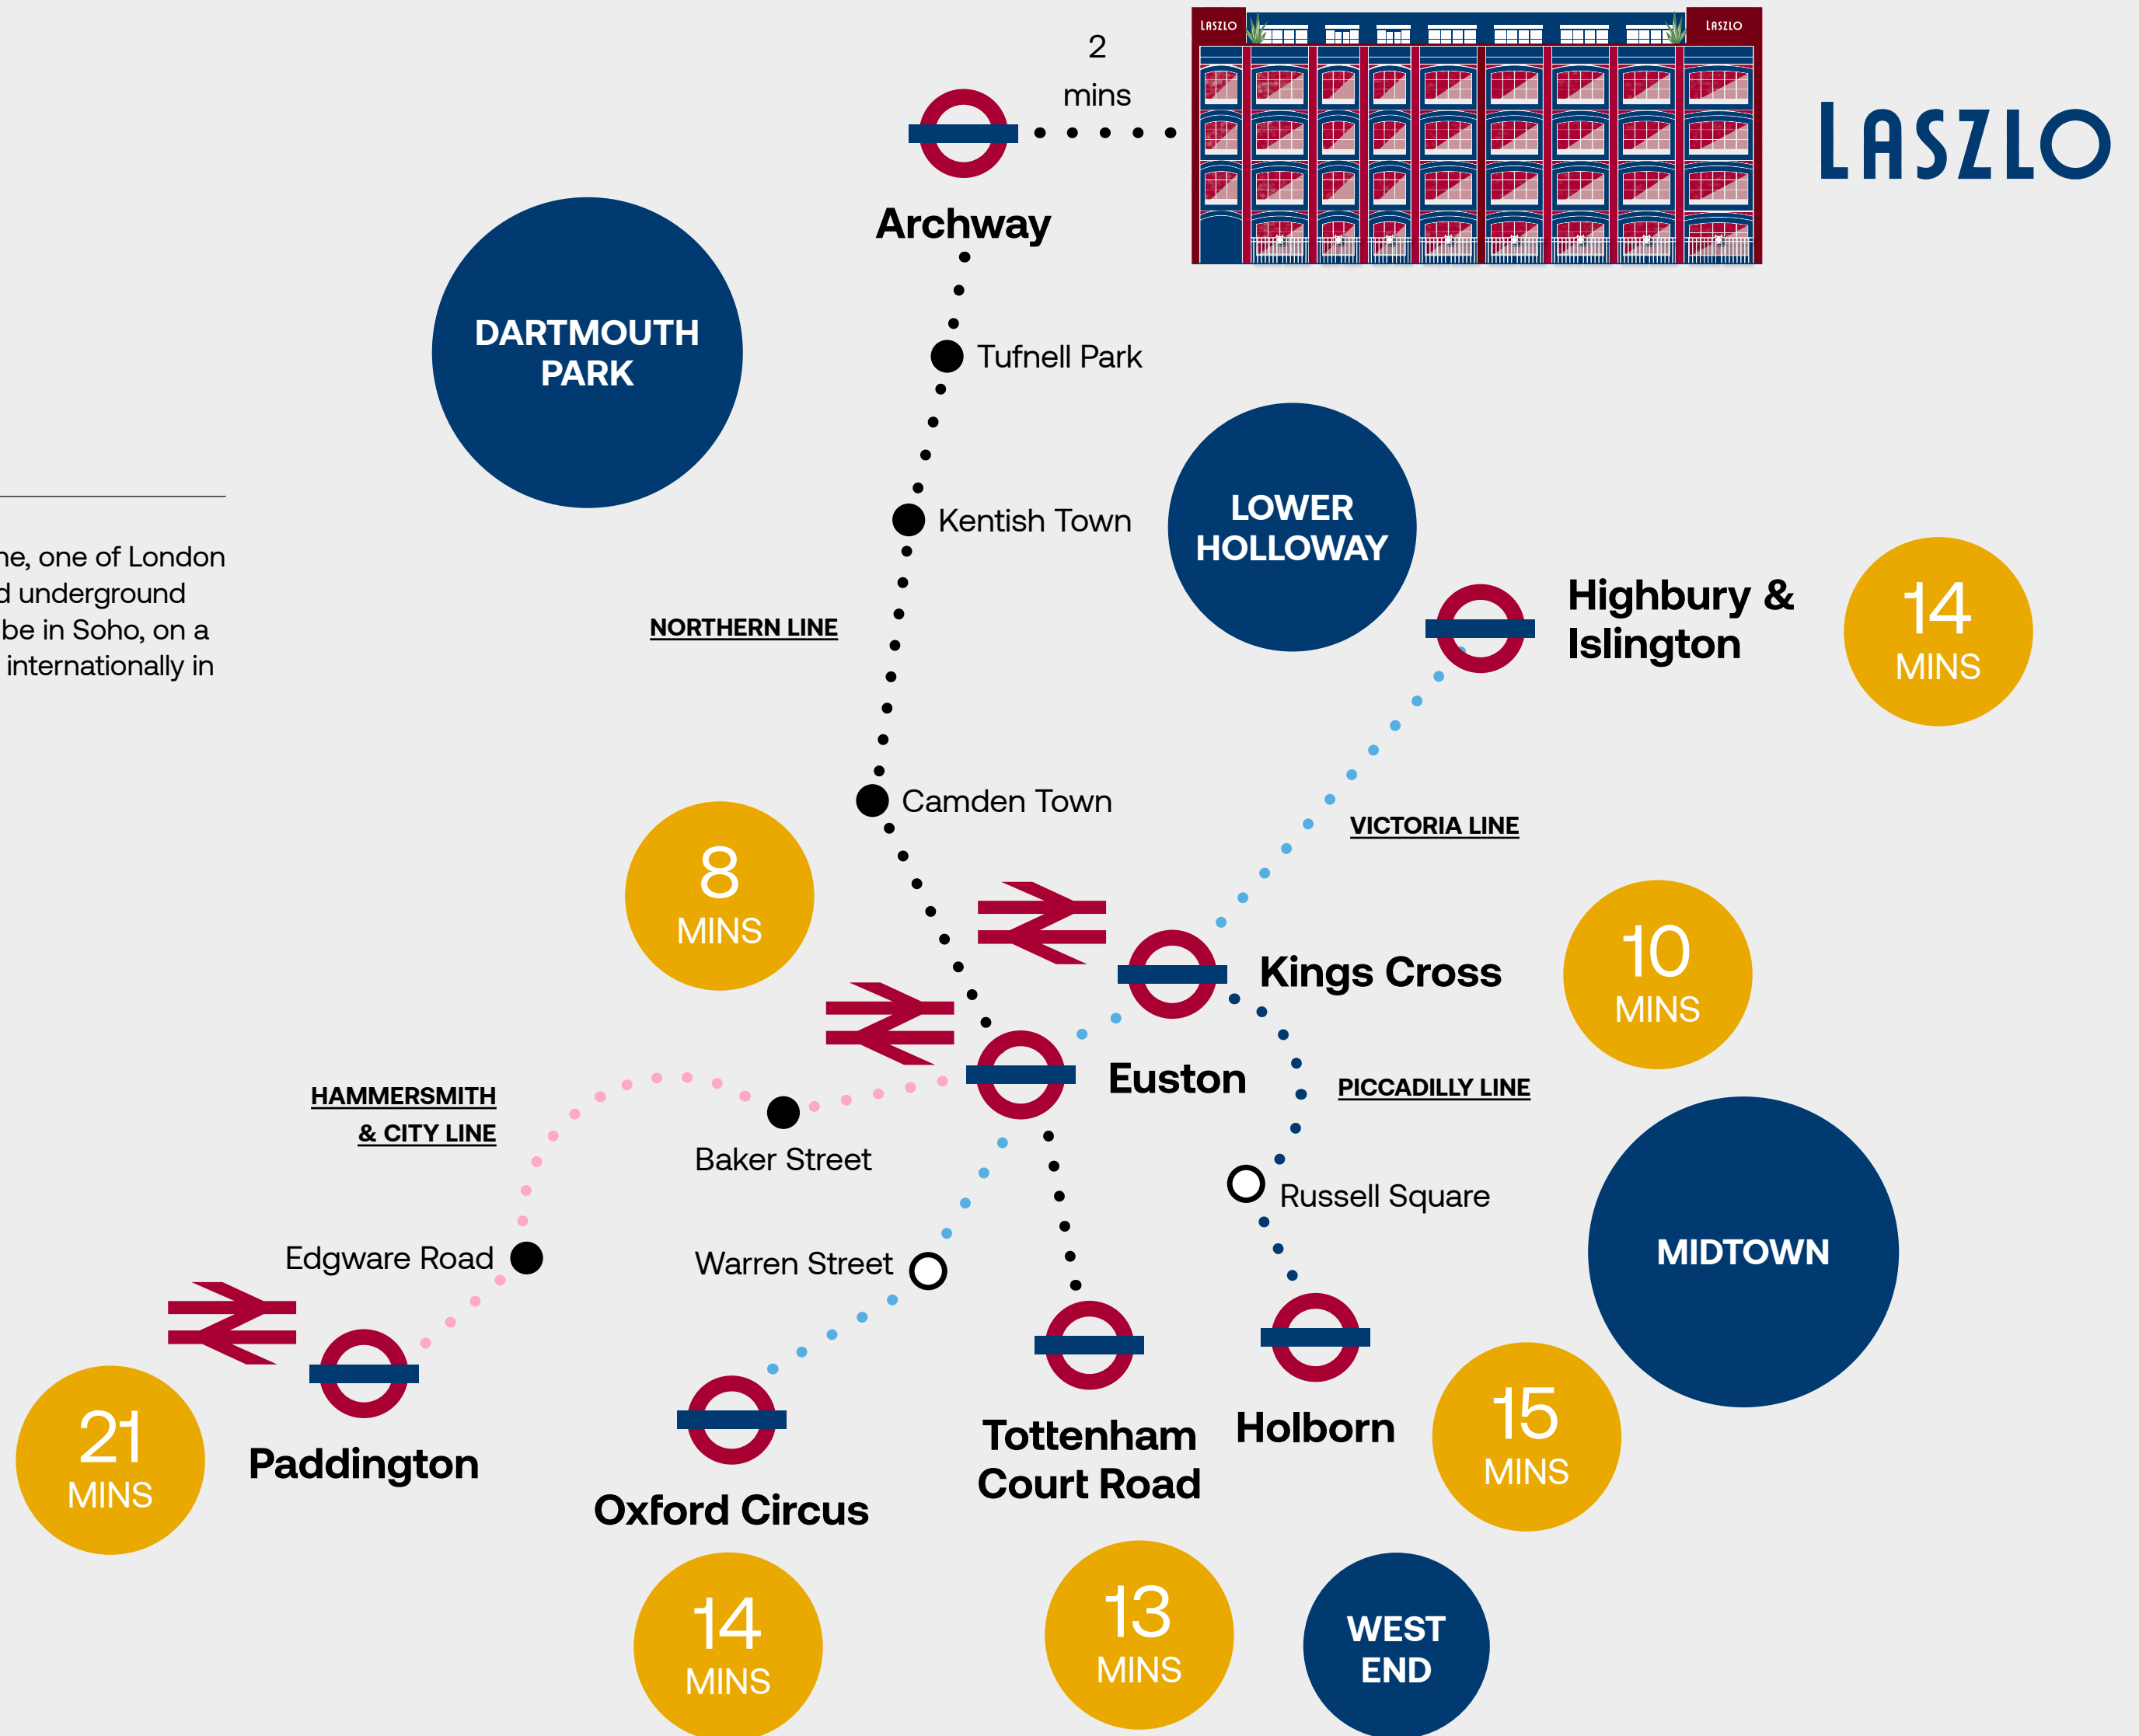 LASZLO
LASZLO
2
mins
LASZLO
Archway
DARTMOUTH
PARK
Tufnell Park
Kentish Town
LOWER
HOLLOWAY
one of London
underground
be in Soho, on a
internationally in
NORTHERN LINE
Highbury &
Islington
14
MINS
Camden Town
VICTORIA LINE
8
MINS
Kings Cross
10
MINS
Euston
PICCADILLY LINE
HAMMERSMITH
& CITY LINE
Baker Street
Russell Square
MIDTOWN
Edgware Road
Warren Street
21
MINS
Paddington
Oxford Circus
Tottenham
Court Road
Holborn
15
MINS
14
MINS
13
MINS
WEST
END